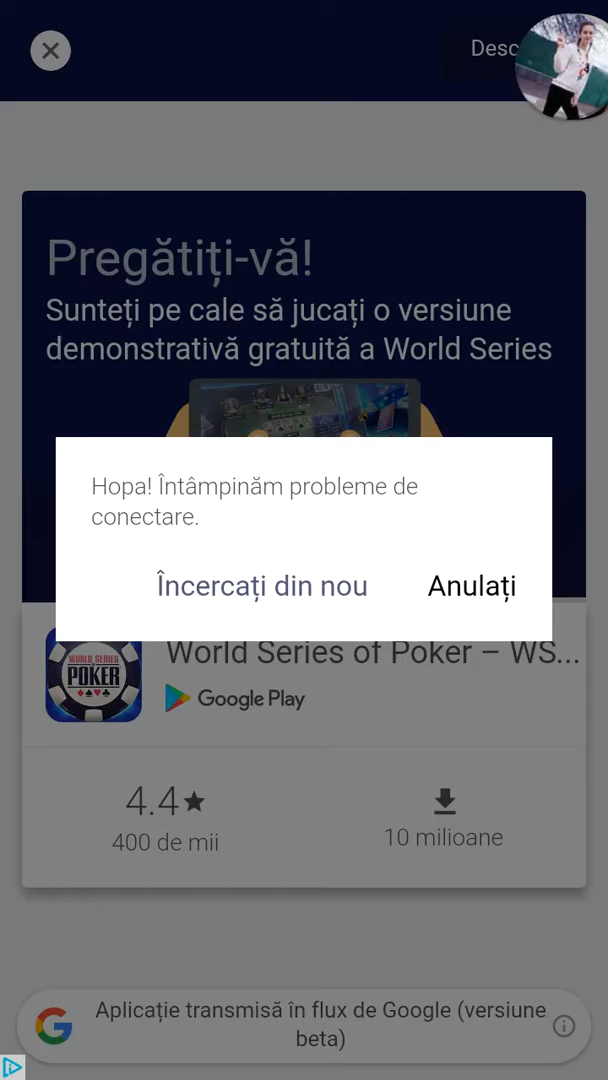 Desc
Pregătiți-vă!
Sunteți pe cale să jucați o versiune
demonstrativă gratuită a World Series
Hopa! Întâmpinăm probleme de
conectare.
Încercați din nou
Anulați
WORLD SERIES
POKER
World Series of Poker – WS...
Google Play
4.4★
400 de mii
10 milioane
Aplicație transmisă în flux de Google (versiune
beta)